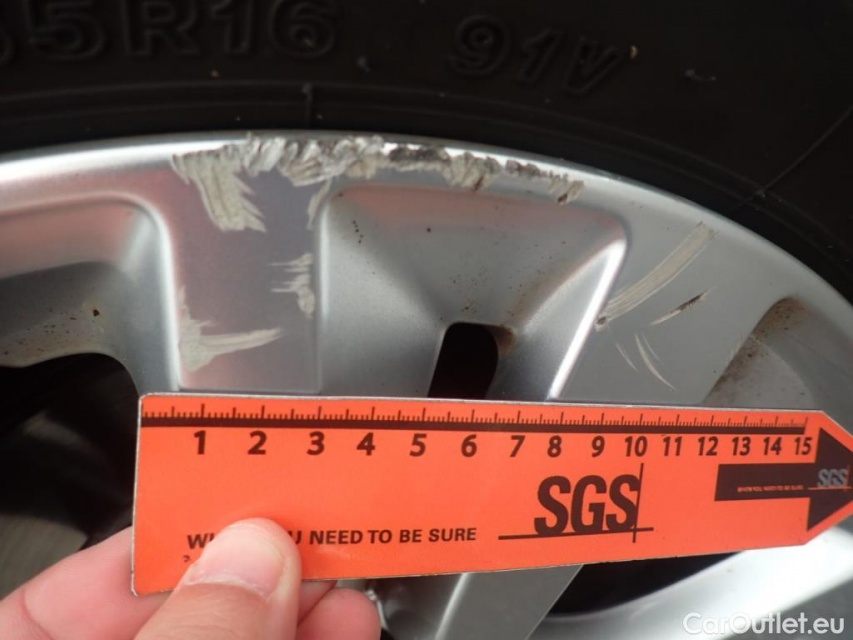 5R16 91V
1 2 3 4 5 6 7 8 9 10 11 12 13 14 15
SGS
SGS
U NEED TO BE SURE
CarOutlet.eu